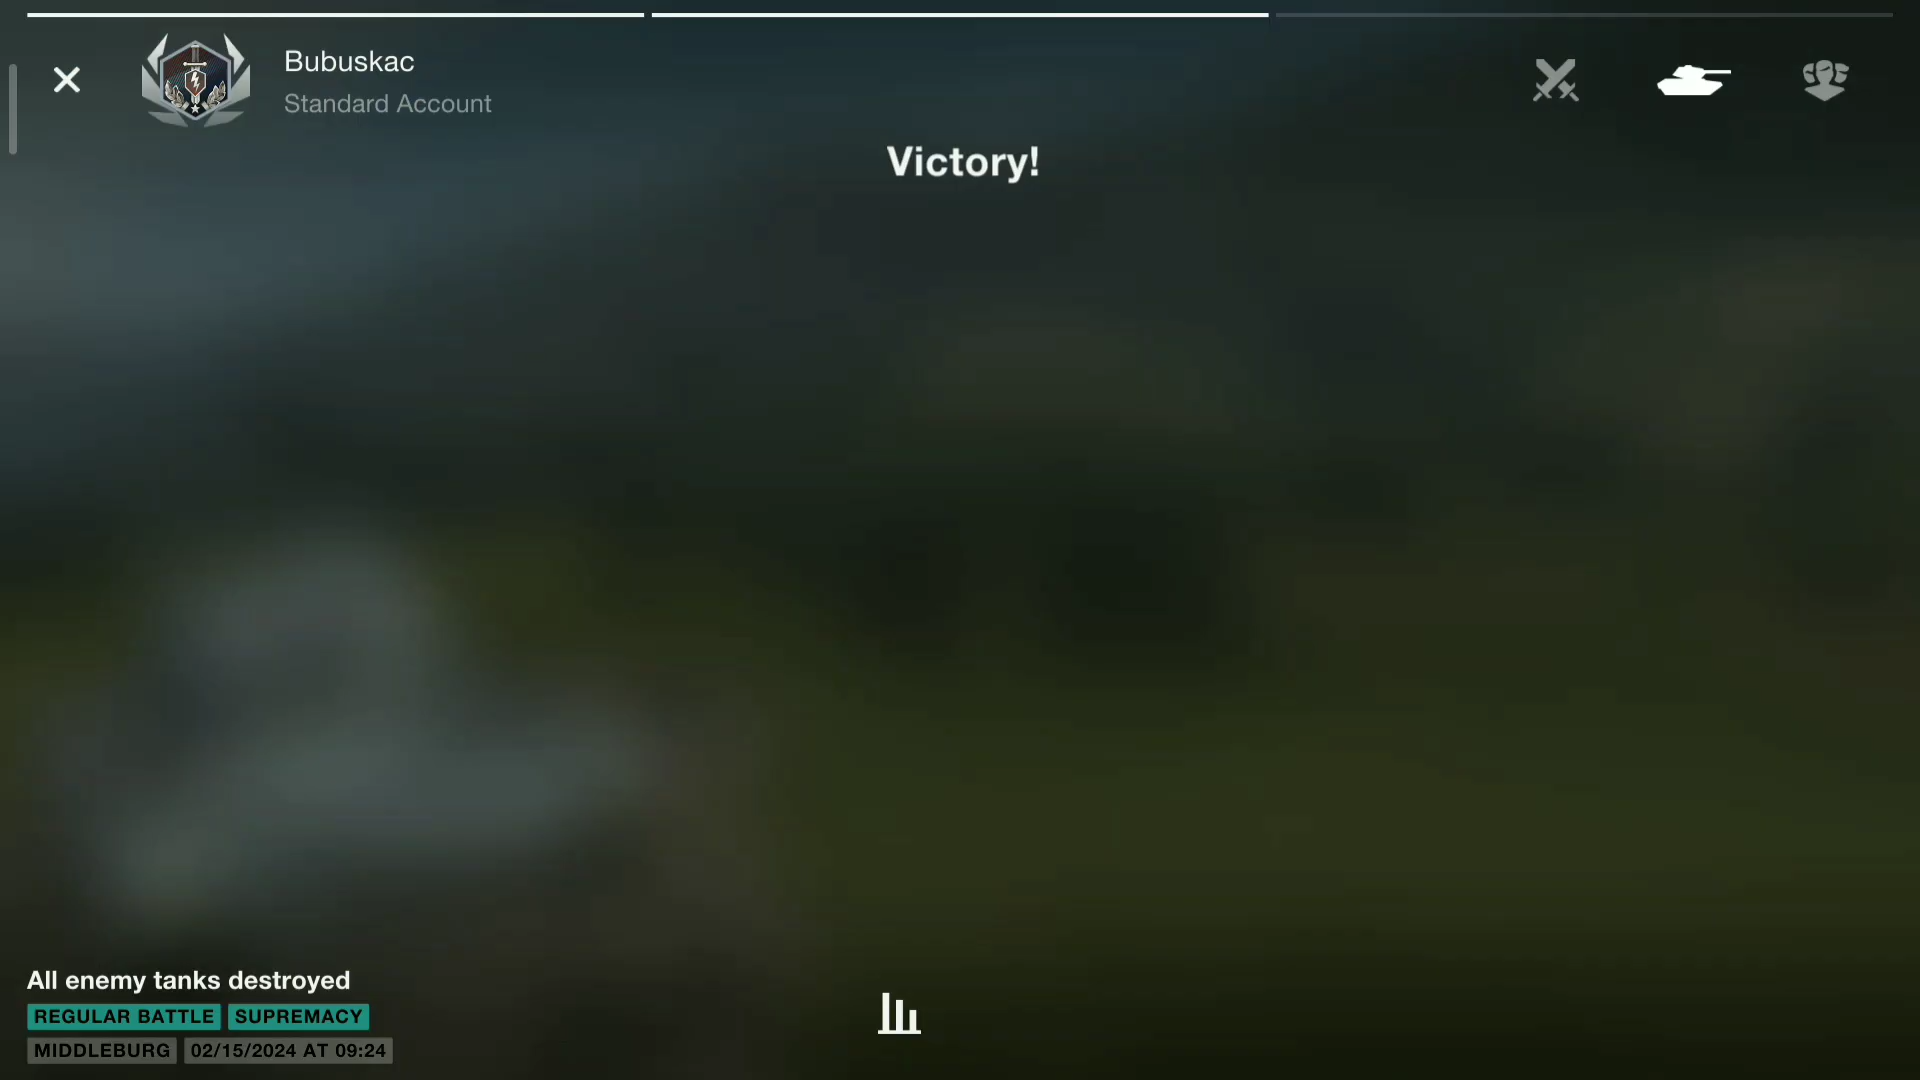 Bubuskac
Standard Account
Victory!
All enemy tanks destroyed
REGULAR BATTLE SUPREMACY
MIDDLEBURG 02/15/2024 AT 09:24